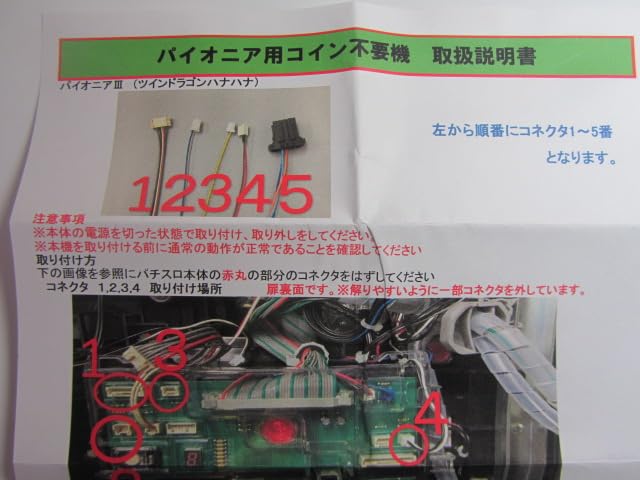 パイオニア用コイン不要機　取扱説明書
パイオニアⅢ　(ツインドラゴンハナハナ)
12345
左から順番にコネクタ1～5番
となります。
注意事項
※本体の電源を切った状態で取り付け、取り外しをしてください。
※本機を取り付ける前に通常の動作が正常であることを確認してください
取り付け方
下の画像を参照にパチスロ本体の赤丸の部分のコネクタをはずしてください
コネクタ　1,2,3,4　取り付け場所　扉裏面です。※解りやすいように一部コネクタを外しています。
1 3
4